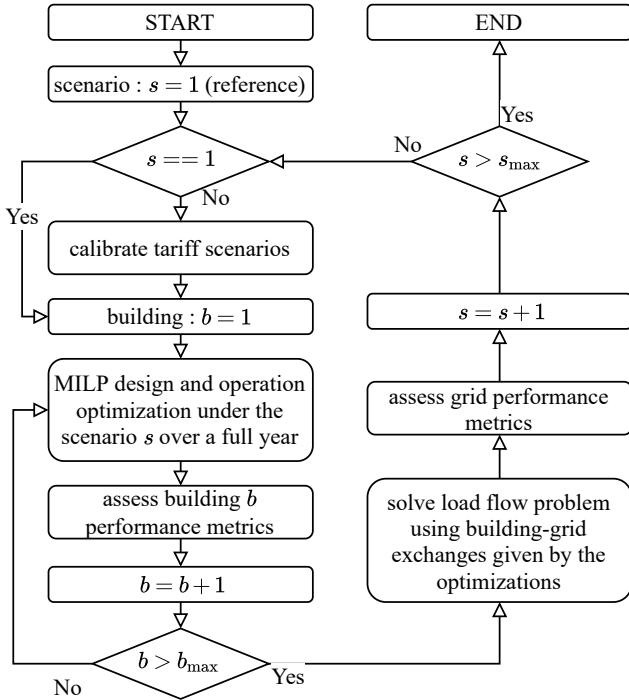 START
scenario : s = 1 (reference)
s == 1
No
Yes
calibrate tariff scenarios
building : b = 1
MILP design and operation
optimization under the
scenario s over a full year
assess building b
performance metrics
b = b + 1
b > b_max
No
Yes
solve load flow problem
using building-grid
exchanges given by the
optimizations
assess grid performance
metrics
s = s + 1
s > s_max
No
Yes
END